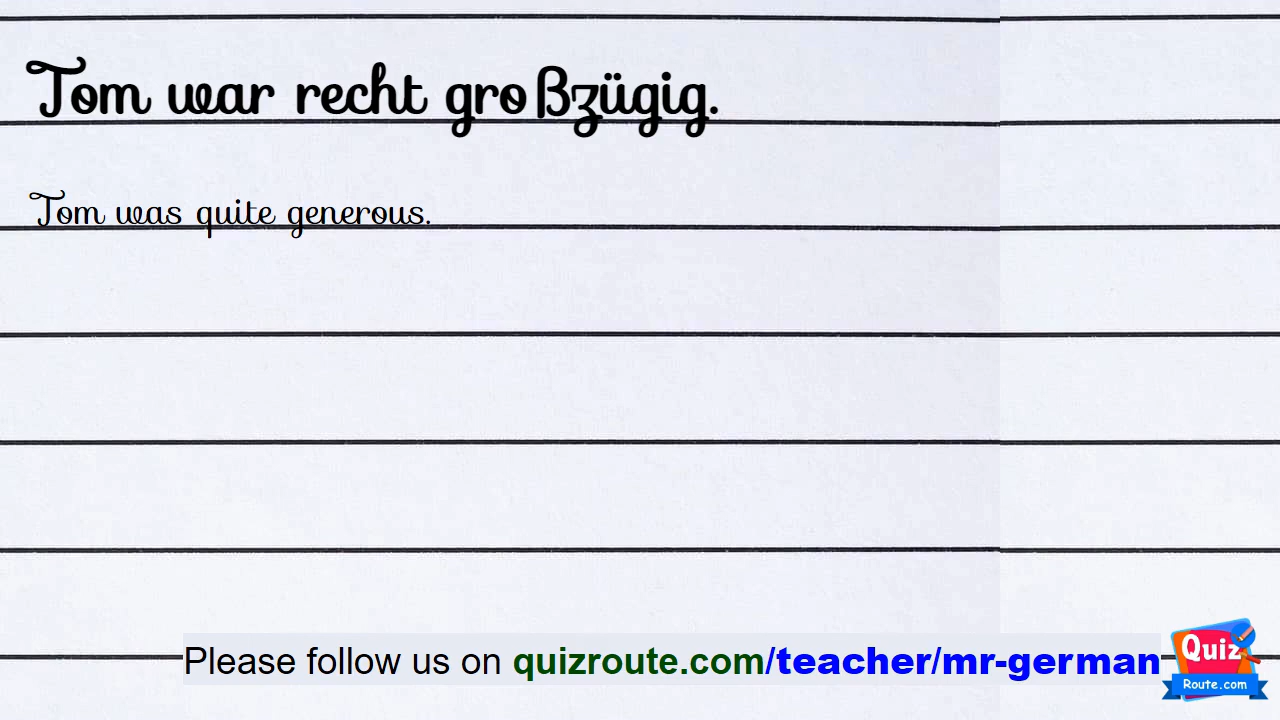 Tom war recht großzügig.
Tom was quite generous.
Please follow us on quizroute.com/teacher/mr-german
Quiz
Route.com